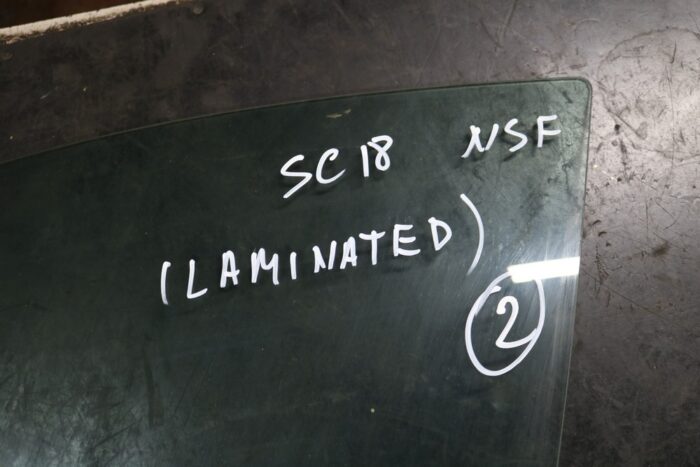 SC18 NSF
(LAMINATED)
2